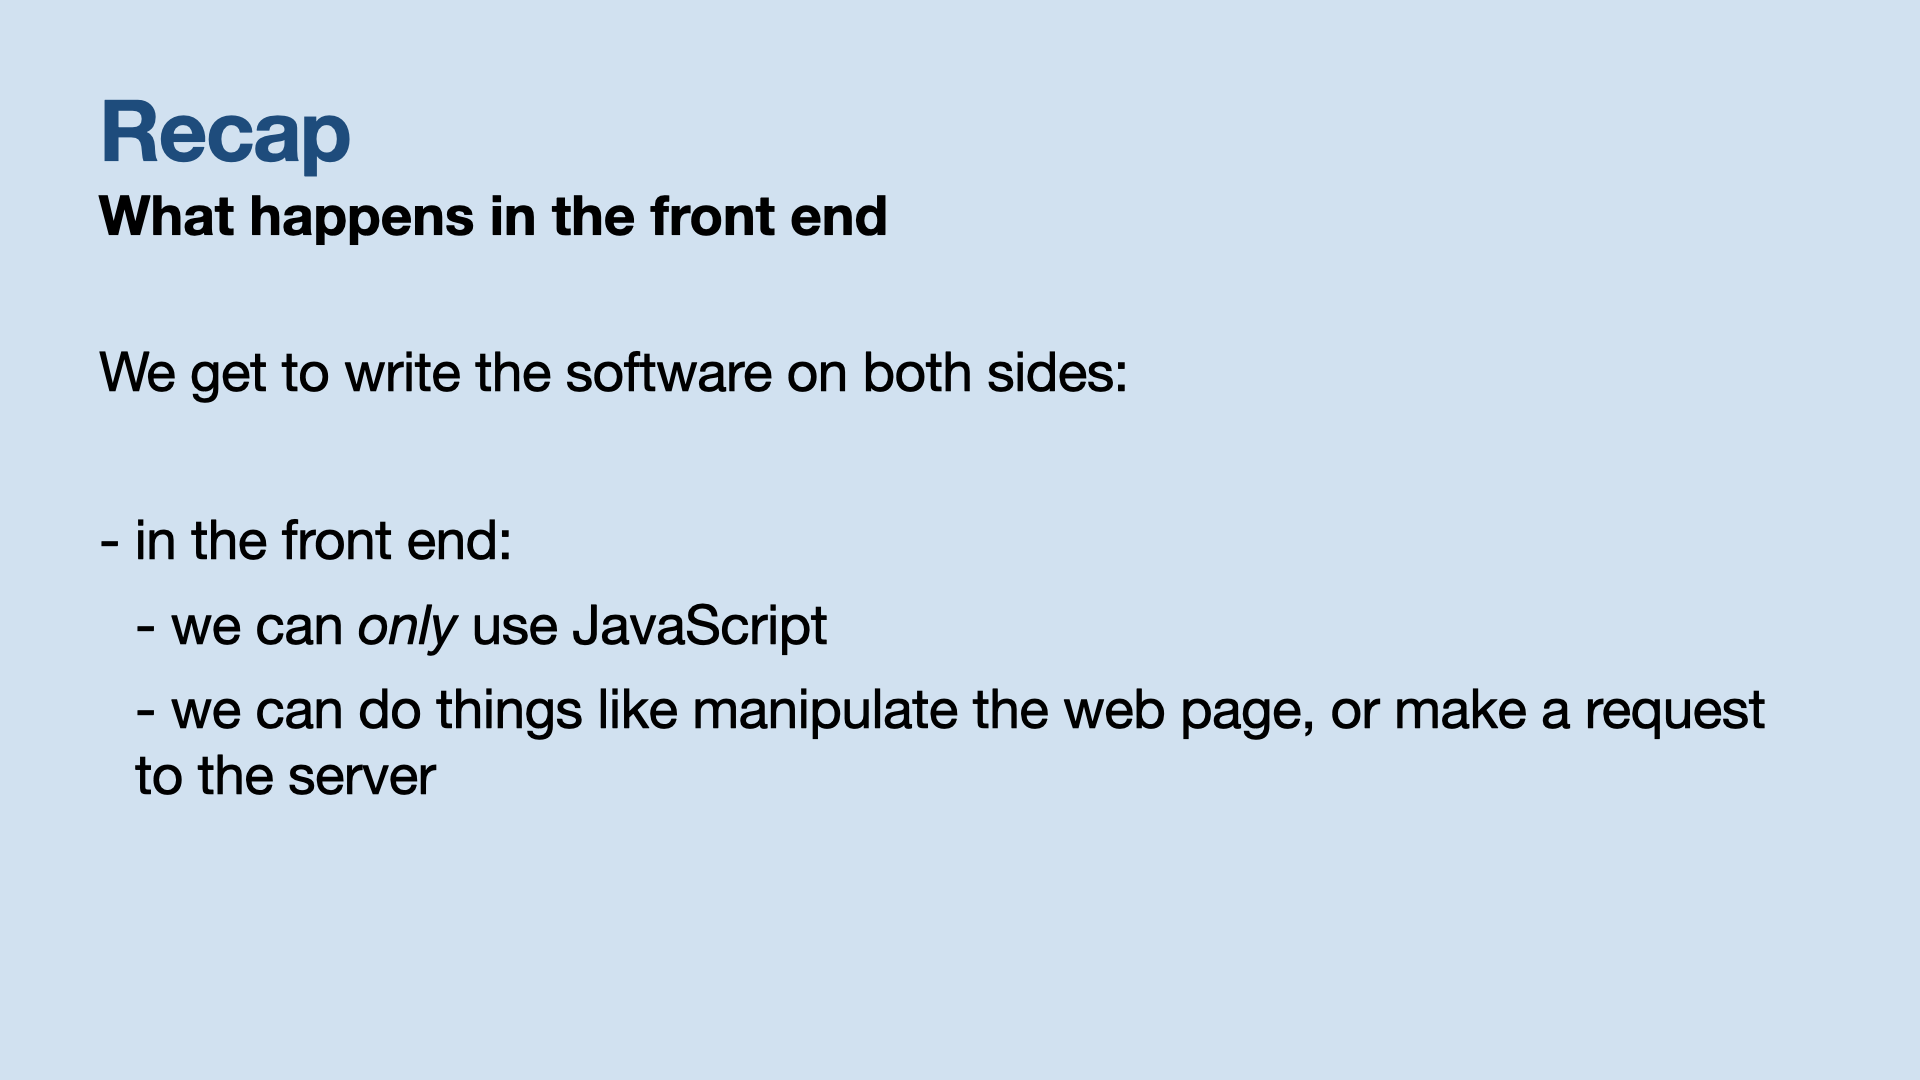 Recap
What happens in the front end
We get to write the software on both sides:
- in the front end:
- we can only use JavaScript
- we can do things like manipulate the web page, or make a request
to the server